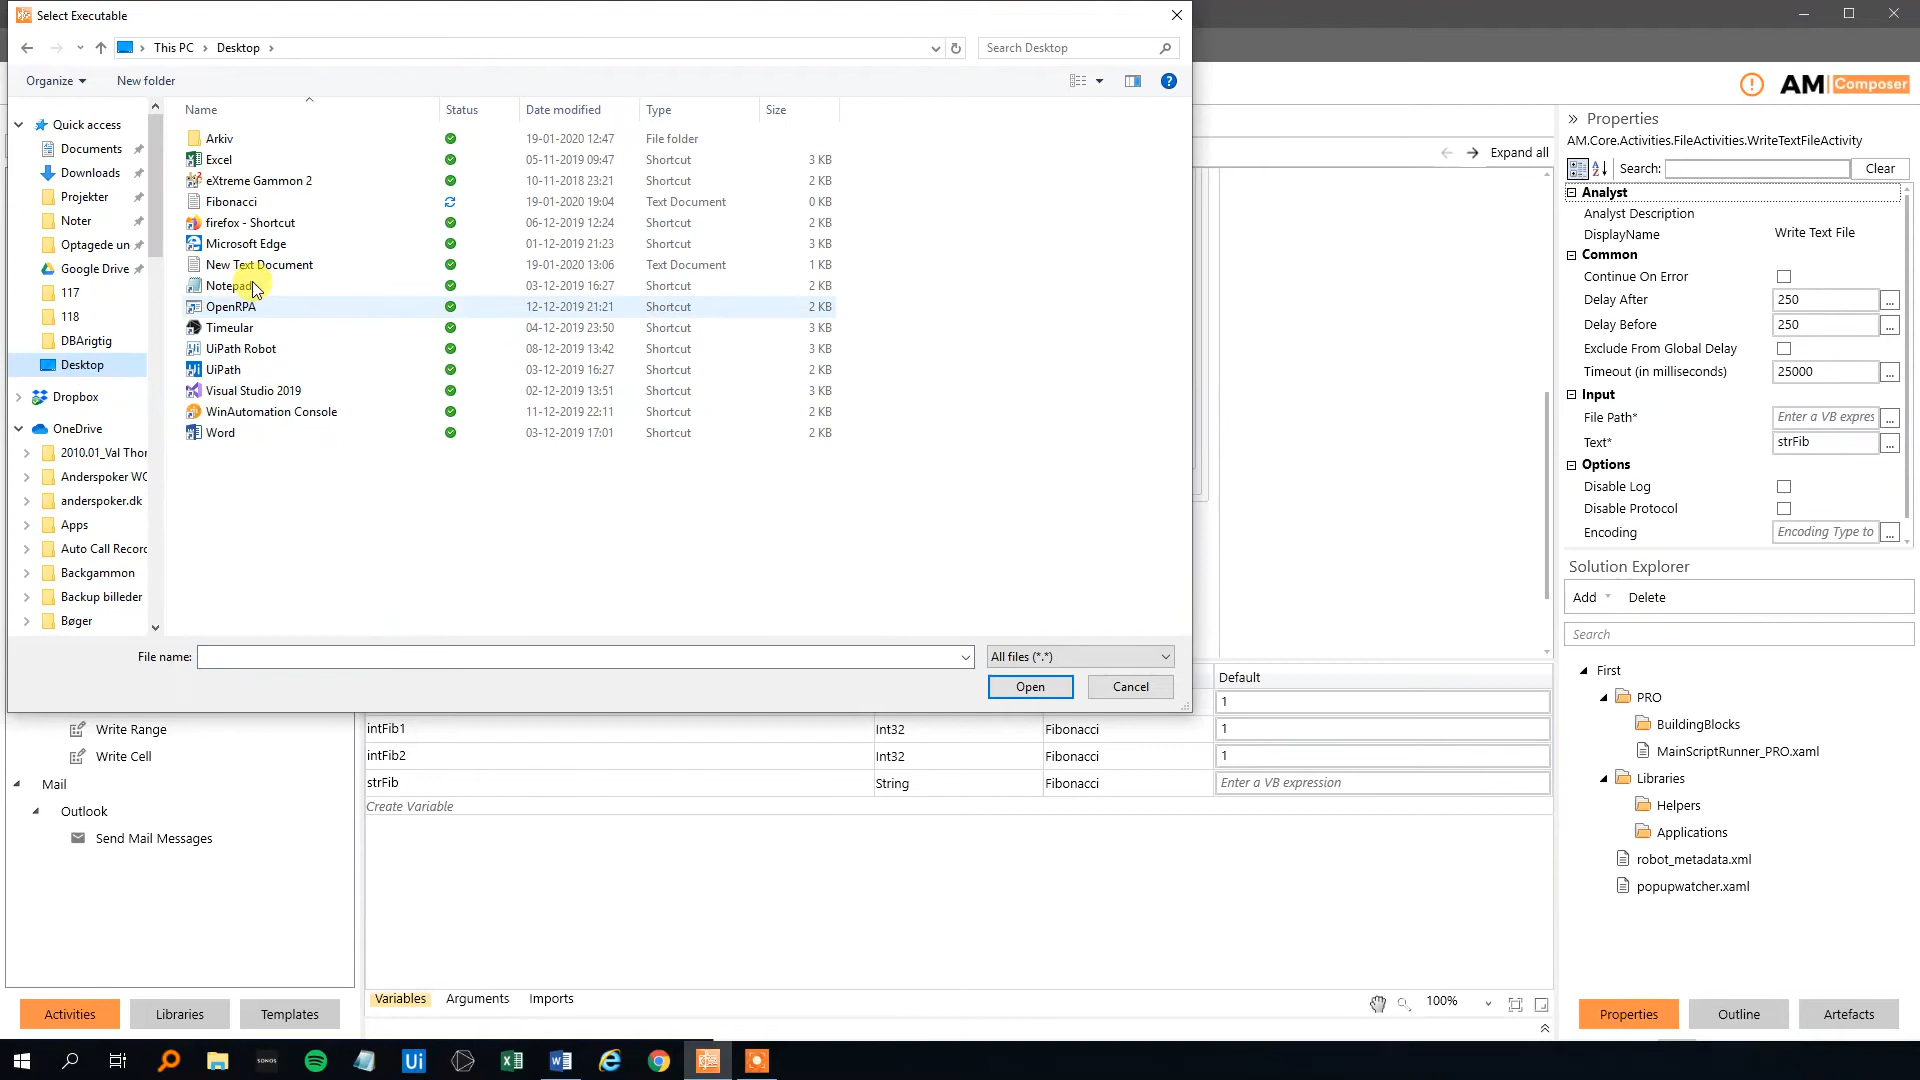 Select Executable
This PC > Desktop >
Search Desktop
Organize
New folder
Name
Status
Date modified
Type
Size
Quick access
Documents
Downloads
Projekter
Noter
Optagede un
Google Drive
117
118
DBArigtig
Desktop
Dropbox
OneDrive
2010.01_Val Thor
Anderspoker WC
anderspoker.dk
Apps
Auto Call Record
Backgammon
Backup billeder
Bøger
Arkiv 19-01-2020 12:47 File folder
Excel 05-11-2019 09:47 Shortcut 3 KB
eXtreme Gammon 2 10-11-2018 23:21 Shortcut 2 KB
Fibonacci 19-01-2020 19:04 Text Document 0 KB
firefox - Shortcut 06-12-2019 12:24 Shortcut 2 KB
Microsoft Edge 01-12-2019 21:23 Shortcut 3 KB
New Text Document 19-01-2020 13:06 Text Document 1 KB
Notepad 03-12-2019 16:27 Shortcut 2 KB
OpenRPA 12-12-2019 21:21 Shortcut 2 KB
Timeular 04-12-2019 23:50 Shortcut 3 KB
UiPath Robot 08-12-2019 13:42 Shortcut 3 KB
UiPath 03-12-2019 16:27 Shortcut 2 KB
Visual Studio 2019 02-12-2019 13:51 Shortcut 3 KB
WinAutomation Console 11-12-2019 22:11 Shortcut 2 KB
Word 03-12-2019 17:01 Shortcut 2 KB
File name:
All files (*.*)
Open
Cancel
AM Composer
Expand all
Properties
AM.Core.Activities.FileActivities.WriteTextFileActivity
Search:
Clear
Analyst
Analyst Description
DisplayName Write Text File
Common
Continue On Error
Delay After 250 ...
Delay Before 250 ...
Exclude From Global Delay
Timeout (in milliseconds) 25000 ...
Input
File Path* Enter a VB expres ...
Text* strFib ...
Options
Disable Log
Disable Protocol
Encoding Encoding Type to ...
Solution Explorer
Add Delete
Search
First
PRO
BuildingBlocks
MainScriptRunner_PRO.xaml
Libraries
Helpers
Applications
robot_metadata.xml
popupwatcher.xaml
Write Range
Write Cell
Mail
Outlook
Send Mail Messages
Default
1
intFib1 Int32 Fibonacci 1
intFib2 Int32 Fibonacci 1
strFib String Fibonacci Enter a VB expression
Create Variable
Variables Arguments Imports
100%
Activities Libraries Templates
Properties Outline Artefacts
SONOS
Ui